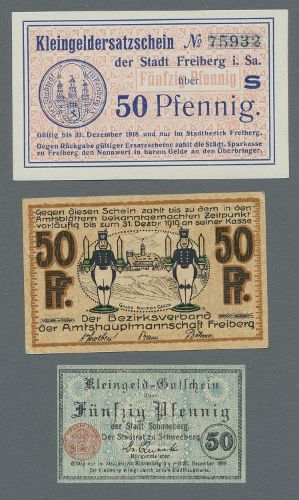 Kleingeldersatzschein № 75932
der Stadt Freiberg i. Sa.
Fünfzig Pfennig
über
S
50 Pfennig.
Gültig bis 31. Dezember 1918 und nur im Stadtbezirk Freiberg.
Gegen Rückgabe gültiger Ersatzscheine zahlt die Städt. Sparkasse
zu Freiberg den Nennwert in barem Gelde an den Überbringer.
Gegen diesen Schein zahlt bis zu dem in den
Amtsblättern bekanntgemachten Zeitpunkt
vorläufig bis zum 31. Dezbr. 1919 an seiner Kasse
50 50
Pf. Pf.
Der Bezirksverband
der Amtshauptmannschaft Freiberg
Kleingeld-Gutschein
über
Fünfzig Pfennig
der Stadt Schneeberg.
Der Stadtrat zu Schneeberg
50
Bürgermeister.